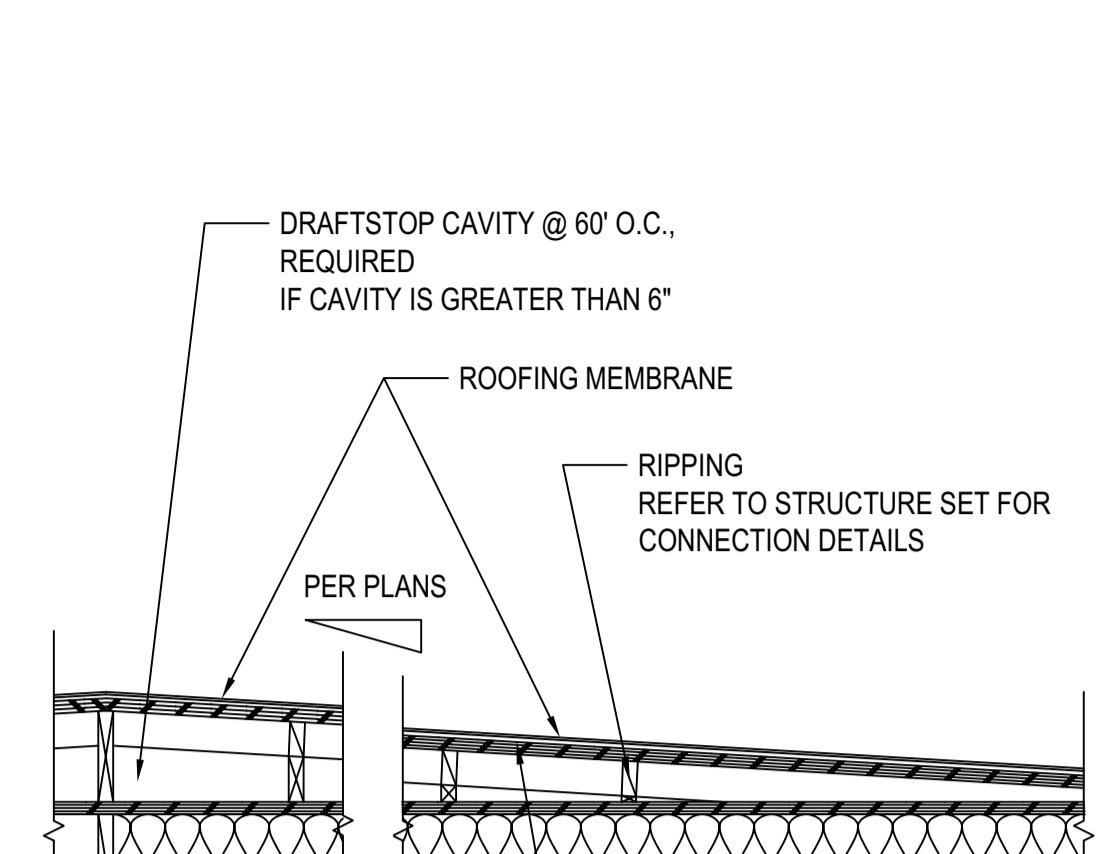 DRAFTSTOP CAVITY @ 60' O.C.,
REQUIRED
IF CAVITY IS GREATER THAN 6"
ROOFING MEMBRANE
RIPPING
REFER TO STRUCTURE SET FOR
CONNECTION DETAILS
PER PLANS